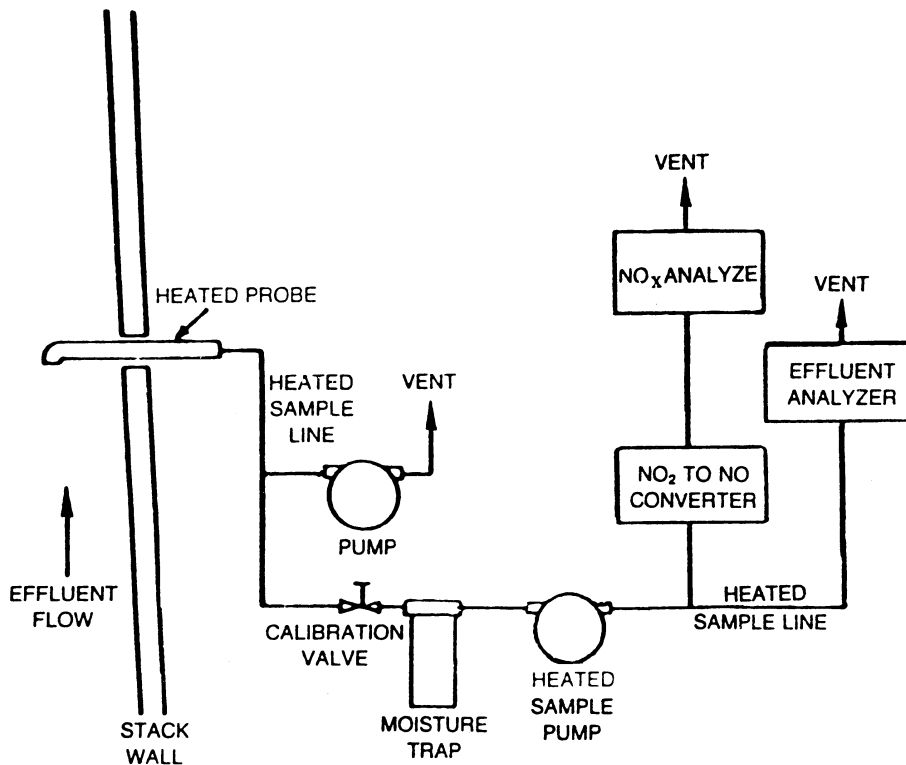 VENT
NOX ANALYZE
VENT
HEATED PROBE
EFFLUENT
ANALYZER
HEATED
SAMPLE
LINE
VENT
NO2 TO NO
CONVERTER
PUMP
EFFLUENT
FLOW
CALIBRATION
VALVE
HEATED
SAMPLE LINE
HEATED
SAMPLE
PUMP
MOISTURE
TRAP
STACK
WALL